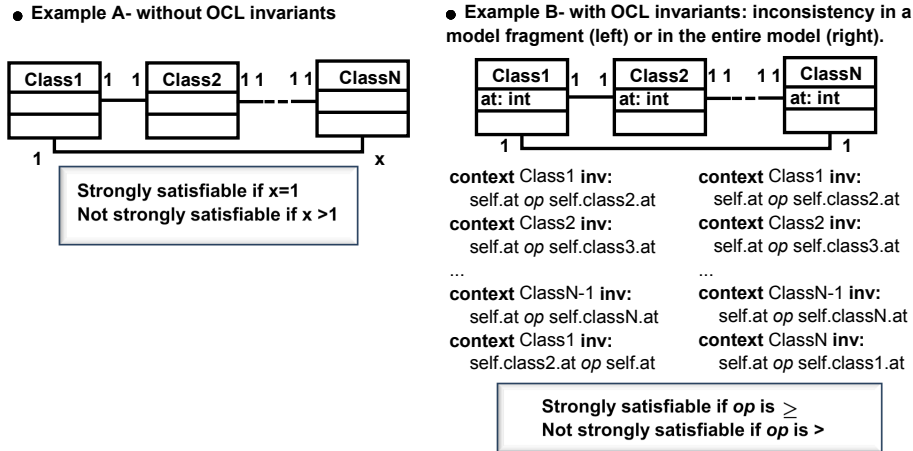 ● Example A- without OCL invariants
Class1 1 1 Class2 1 1 1 1 ClassN
1 x
Strongly satisfiable if x=1
Not strongly satisfiable if x >1
● Example B- with OCL invariants: inconsistency in a
model fragment (left) or in the entire model (right).
Class1 1 1 Class2 1 1 1 1 ClassN
at: int at: int at: int
1 1
context Class1 inv:
self.at op self.class2.at
context Class2 inv:
self.at op self.class3.at
...
context ClassN-1 inv:
self.at op self.classN.at
context Class1 inv:
self.class2.at op self.at
context Class1 inv:
self.at op self.class2.at
context Class2 inv:
self.at op self.class3.at
...
context ClassN-1 inv:
self.at op self.classN.at
context ClassN inv:
self.at op self.class1.at
Strongly satisfiable if op is ≥
Not strongly satisfiable if op is >